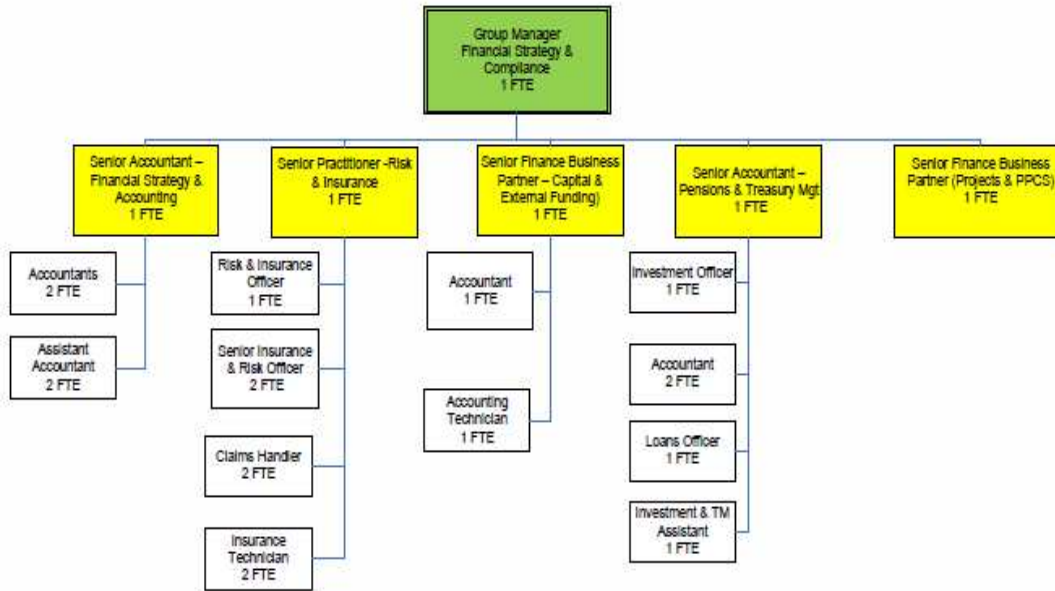 Group Manager
Financial Strategy &
Compliance
1 FTE
Senior Accountant –
Financial Strategy &
Accounting
1 FTE
Senior Practitioner -Risk
& Insurance
1 FTE
Senior Finance Business
Partner – Capital &
External Funding)
1 FTE
Senior Accountant –
Pensions & Treasury Mgt
1 FTE
Senior Finance Business
Partner (Projects & PPCS)
1 FTE
Accountants
2 FTE
Assistant
Accountant
2 FTE
Risk & Insurance
Officer
1 FTE
Senior Insurance
& Risk Officer
2 FTE
Claims Handler
2 FTE
Insurance
Technician
2 FTE
Accountant
1 FTE
Accounting
Technician
1 FTE
Investment Officer
1 FTE
Accountant
2 FTE
Loans Officer
1 FTE
Investment & TM
Assistant
1 FTE